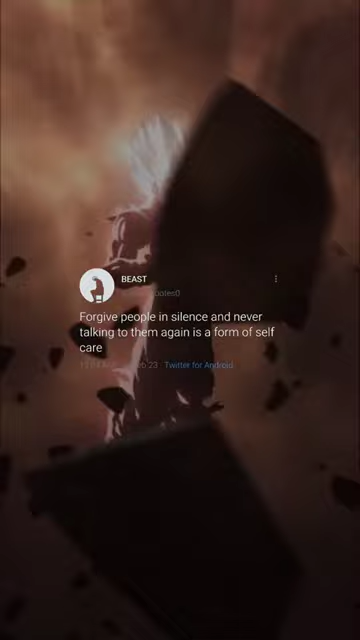 BEAST
Forgive people in silence and never
talking to them again is a form of self
care
23 Twitter for Android